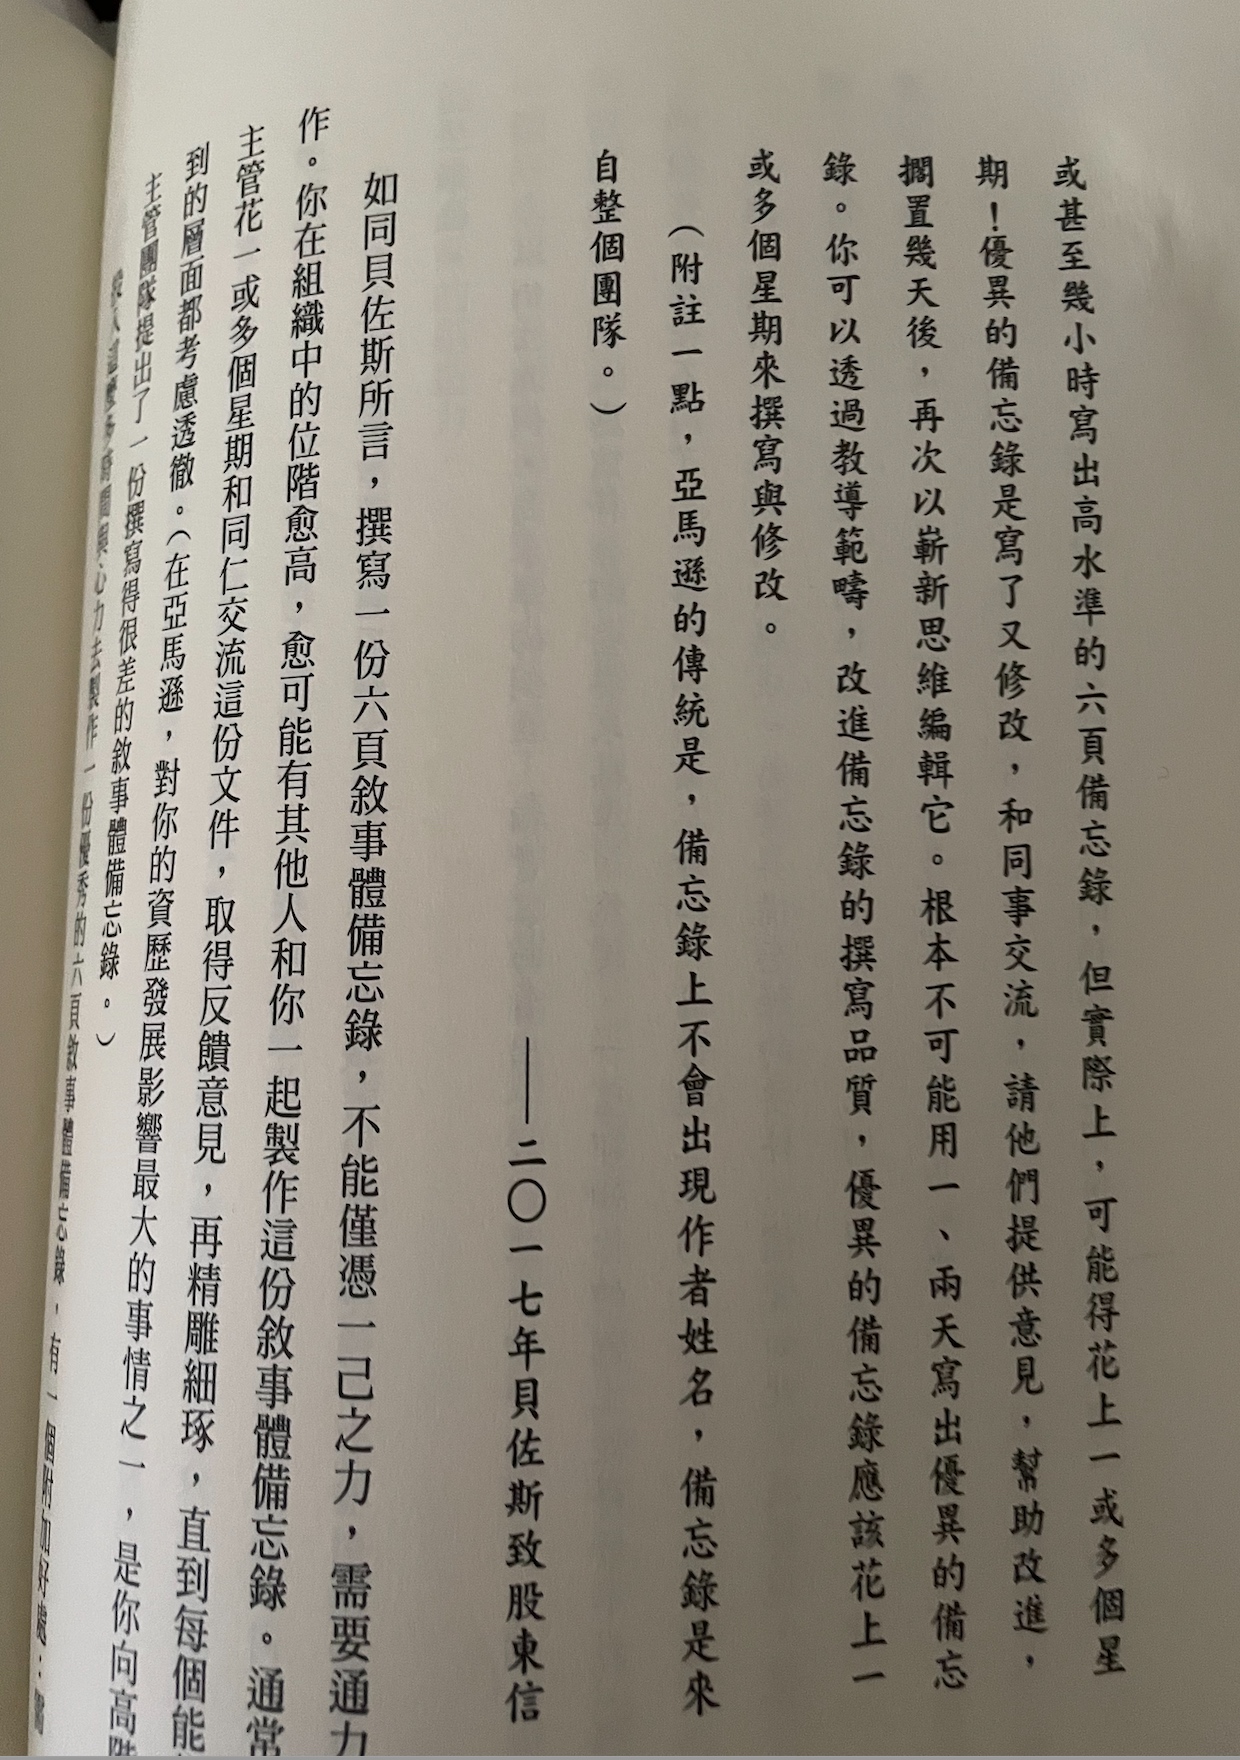 或甚至幾小時寫出高水準的六頁備忘錄，但實際上，可能得花上一或多個星
期！優異的備忘錄是寫了又修改，和同事交流，請他們提供意見，幫助改進，
擱置幾天後，再次以嶄新思維編輯它。根本不可能用一、兩天寫出優異的備忘
錄。你可以透過教導範疇，改進備忘錄的撰寫品質，優異的備忘錄應該花上一
或多個星期來撰寫與修改。
（附註一點，亞馬遜的傳統是，備忘錄上不會出現作者姓名，備忘錄是來
自整個團隊。）
——二〇一七年貝佐斯致股東信
如同貝佐斯所言，撰寫一份六頁敘事體備忘錄，不能僅憑一己之力，需要通力
作。你在組織中的位階愈高，愈可能有其他人和你一起製作這份敘事體備忘錄。通常
主管花一或多個星期和同仁交流這份文件，取得反饋意見，再精雕細琢，直到每個能
到的層面都考慮透徹。（在亞馬遜，對你的資歷發展影響最大的事情之一，是你向高階
主管團隊提出了一份撰寫得很差的敘事體備忘錄。）
投入這麼多時間與心力去製作一份優秀的六頁敘事體備忘錄，有一個附加好處：